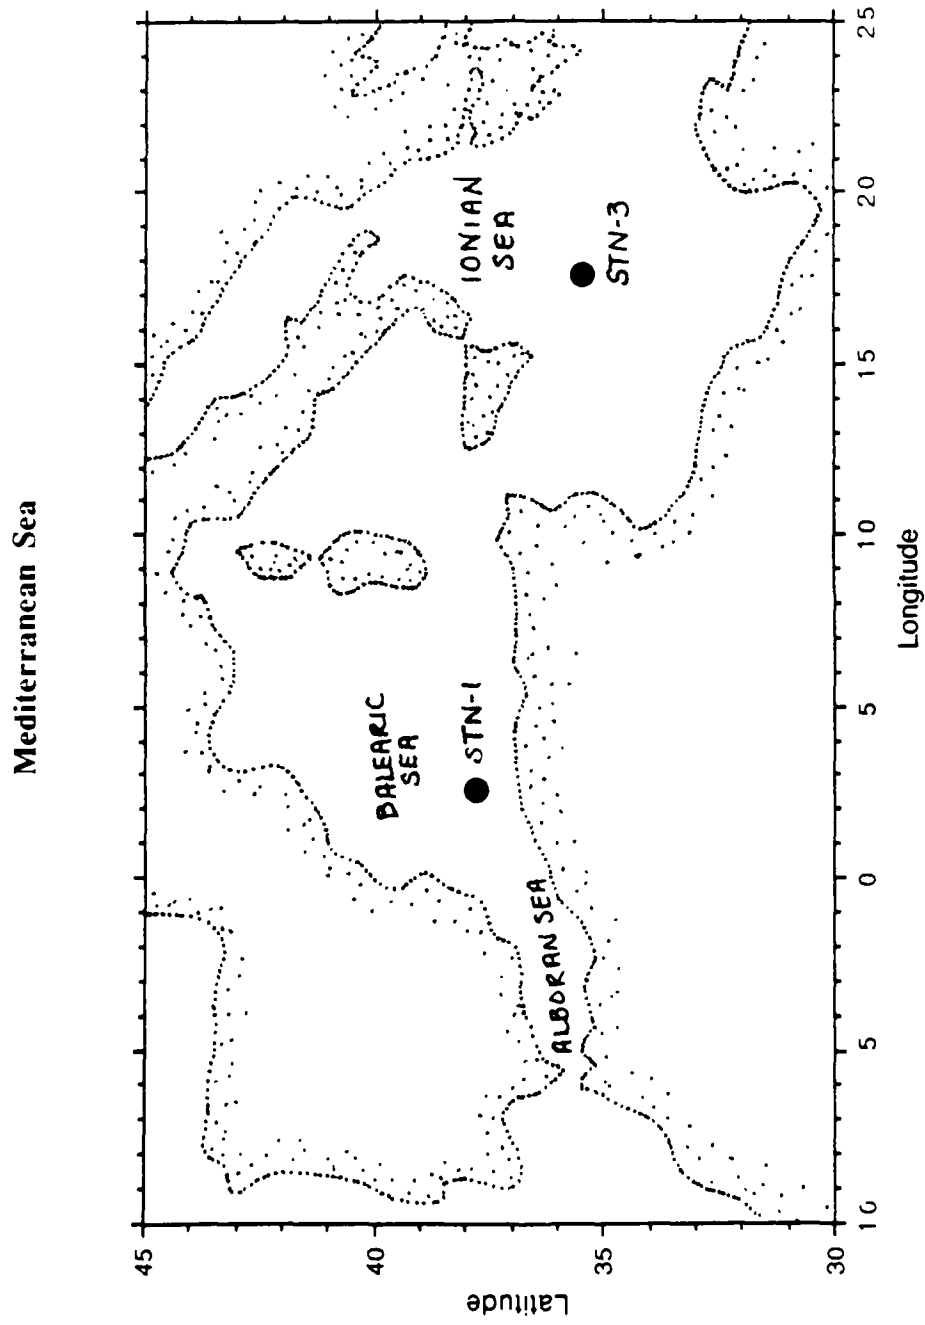 Mediterranean Sea
45
40
35
30
Latitude
10
5
0
5
10
15
20
25
Longitude
ALBORAN SEA
BALEARIC
SEA
STN-1
IONIAN
SEA
STN-3